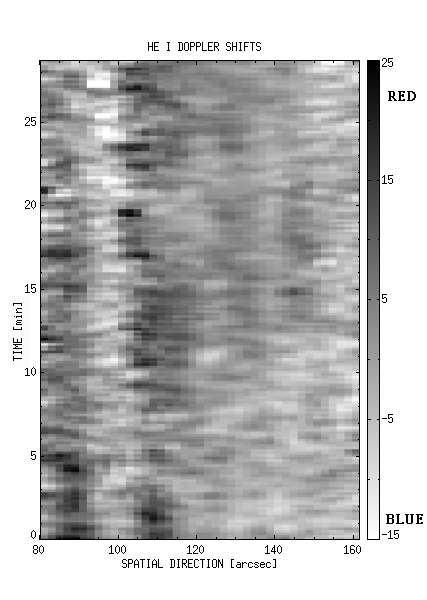 HE I DOPPLER SHIFTS
25
RED
25
20
15
15
TIME [min]
5
10
-5
5
BLUE
0
-15
80 100 120 140 160
SPATIAL DIRECTION [arcsec]